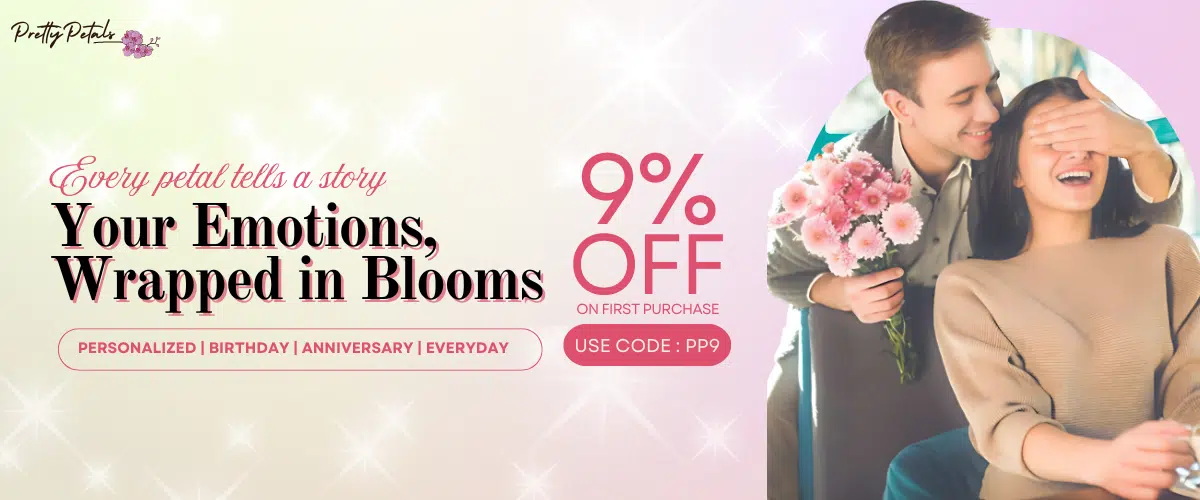 Pretty Petals
Every petal tells a story
Your Emotions,
Wrapped in Blooms
PERSONALIZED | BIRTHDAY | ANNIVERSARY | EVERYDAY
9%
OFF
ON FIRST PURCHASE
USE CODE : PP9